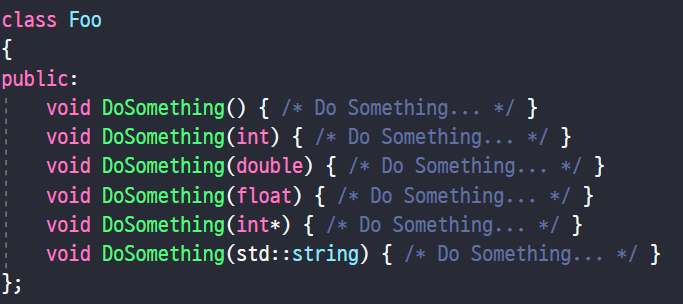 class Foo
{
public:
    void DoSomething() { /* Do Something... */ }
    void DoSomething(int) { /* Do Something... */ }
    void DoSomething(double) { /* Do Something... */ }
    void DoSomething(float) { /* Do Something... */ }
    void DoSomething(int*) { /* Do Something... */ }
    void DoSomething(std::string) { /* Do Something... */ }
};